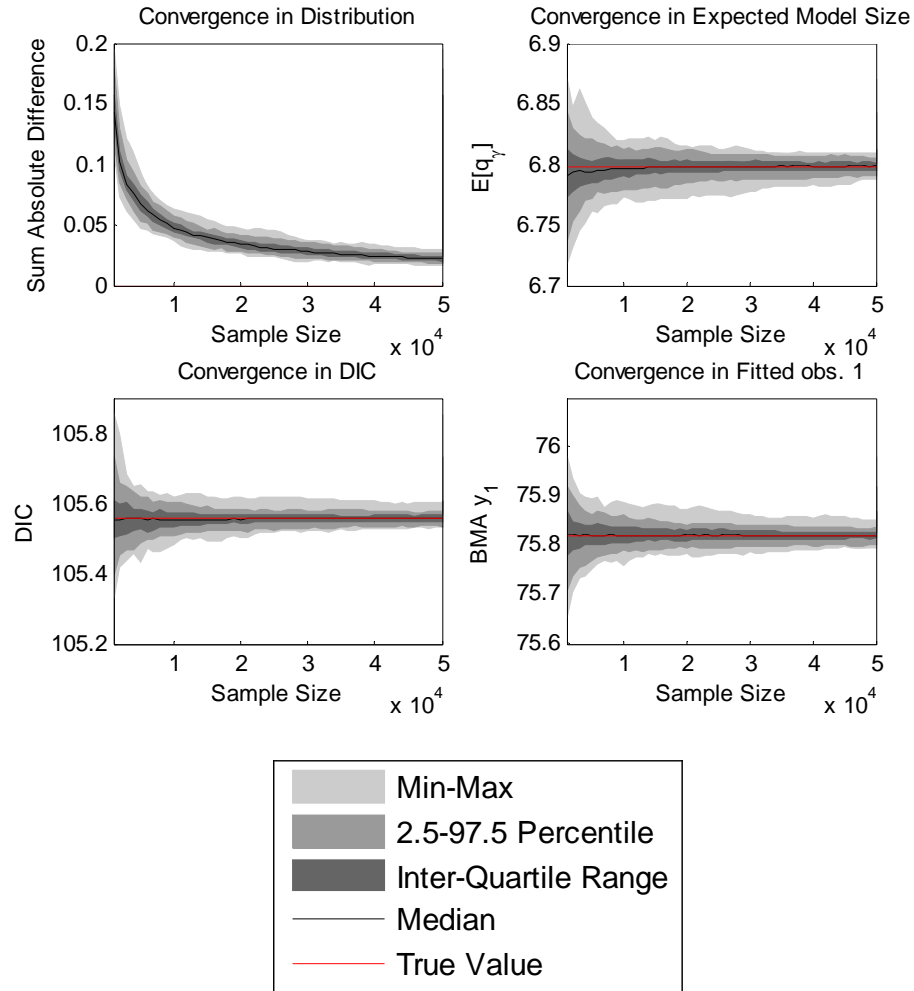 Convergence in Distribution
Sum Absolute Difference
0.2
0.15
0.1
0.05
0
1 2 3 4 5
Sample Size
x 10^4
Convergence in Expected Model Size
E[q_γ]
6.9
6.85
6.8
6.75
6.7
1 2 3 4 5
Sample Size
x 10^4
Convergence in DIC
DIC
105.8
105.6
105.4
105.2
1 2 3 4 5
Sample Size
x 10^4
Convergence in Fitted obs. 1
BMA y_1
76
75.9
75.8
75.7
75.6
1 2 3 4 5
Sample Size
x 10^4
Min-Max
2.5-97.5 Percentile
Inter-Quartile Range
Median
True Value